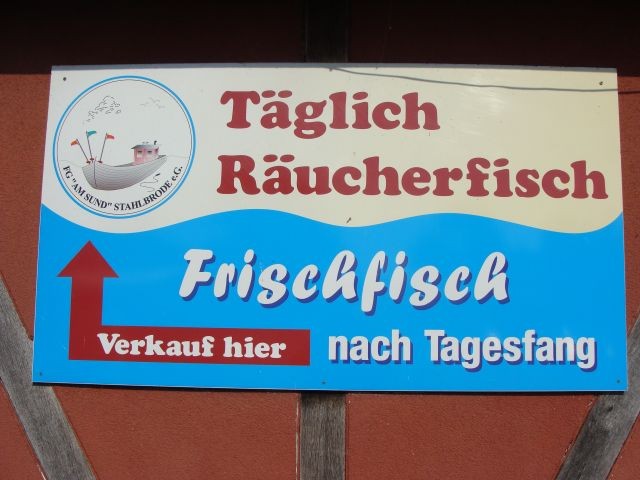 Täglich
Räucherfisch
FG "AM SUND" STAHLBRODE e.G.
Frischfisch
nach Tagesfang
Verkauf hier